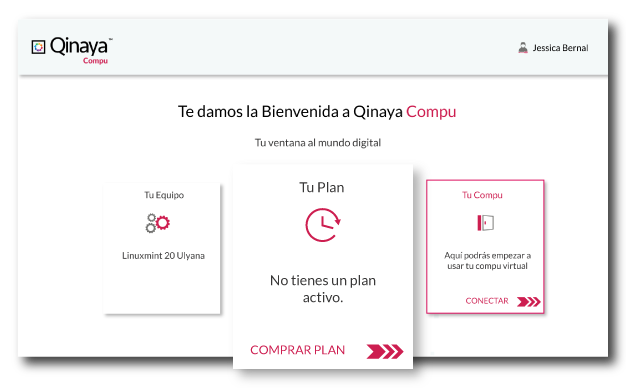 Qinaya™
Compu
Jessica Bernal
Te damos la Bienvenida a Qinaya Compu
Tu ventana al mundo digital
Tu Equipo
Linuxmint 20 Ulyana
Tu Plan
No tienes un plan
activo.
COMPRAR PLAN
Tu Compu
Aquí podrás empezar a
usar tu compu virtual
CONECTAR